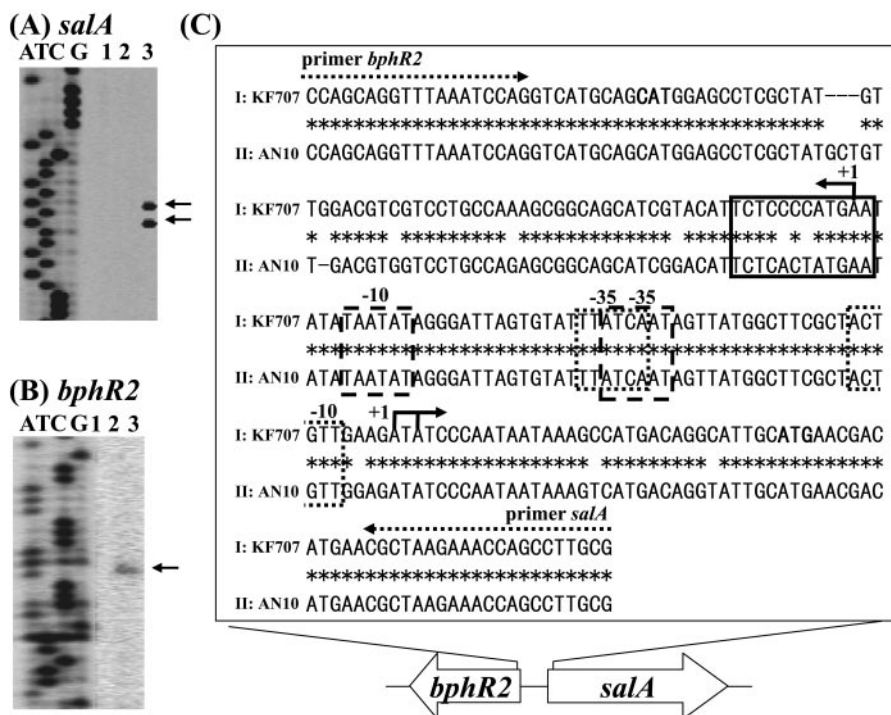 (A) salA
ATC G 1 2 3
(B) bphR2
ATC G1 2 3
(C)
primer bphR2
I: KF707 CCAGCAGGTTTAAATCCAGGTCATGCAGCATGGAGCCTCGCTAT---GT
********************************************   **
II: AN10 CCAGCAGGTTTAAATCCAGGTCATGCAGCATGGAGCCTCGCTATGCTGT
+1
I: KF707 TGGACGTCGTCCTGCCAAAGCGGCAGCATCGTACATTCTCCCCATGAAT
* ***** ********* ************* ******** * ******
II: AN10 T-GACGTGGTCCTGCCAGAGCGGCAGCATCGGACATTCTCACTATGAAT
-10 -35 -35
I: KF707 ATATAATATAGGGATTAGTGTATTTATCAATAGTTATGGCTTCGCTACT
*************************************************
II: AN10 ATATAATATAGGGATTAGTGTATTTATCAATAGTTATGGCTTCGCTACT
-10 +1
I: KF707 GTTGAAGATATCCCAATAATAAAGCCATGACAGGCATTGCATGAACGAC
**** ******************* ********* **************
II: AN10 GTTGGAGATATCCCAATAATAAAGTCATGACAGGTATTGCATGAACGAC
primer salA
I: KF707 ATGAACGCTAAGAAACCAGCCTTGCG
**************************
II: AN10 ATGAACGCTAAGAAACCAGCCTTGCG
bphR2 salA